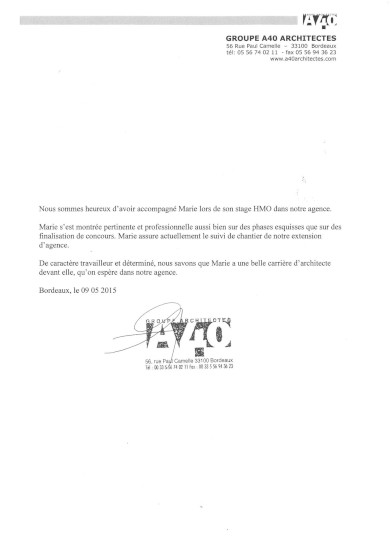 A40
GROUPE A40 ARCHITECTES
56 Rue Paul Camelle - 33100 Bordeaux
tél: 05 56 74 02 11 - fax 05 56 94 36 23
www.a40architectes.com
Nous sommes heureux d'avoir accompagné Marie lors de son stage HMO dans notre agence.
Marie s'est montrée pertinente et professionnelle aussi bien sur des phases esquisses que sur des
finalisation de concours. Marie assure actuellement le suivi de chantier de notre extension
d'agence.
De caractère travailleur et déterminé, nous savons que Marie a une belle carrière d'architecte
devant elle, qu'on espère dans notre agence.
Bordeaux, le 09 05 2015
GROUPE ARCHITECTES
A40
56, rue Paul Camelle 33100 Bordeaux
Tél : 00 33 5 56 74 02 11 Fax : 00 33 5 56 94 36 23